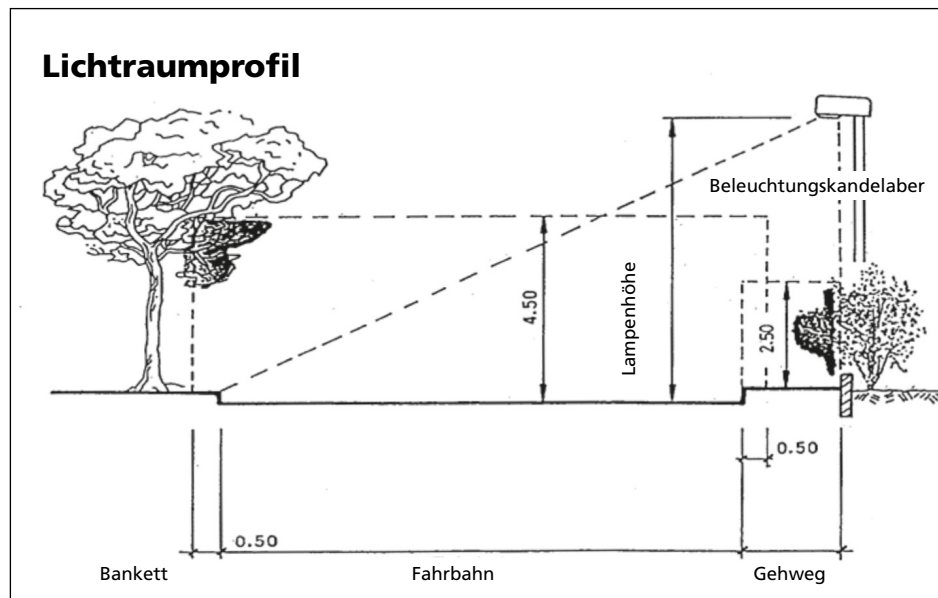 Lichtraumprofil
Beleuchtungskandelaber
Lampenhöhe
4.50
2.50
0.50
0.50
Bankett
Fahrbahn
Gehweg